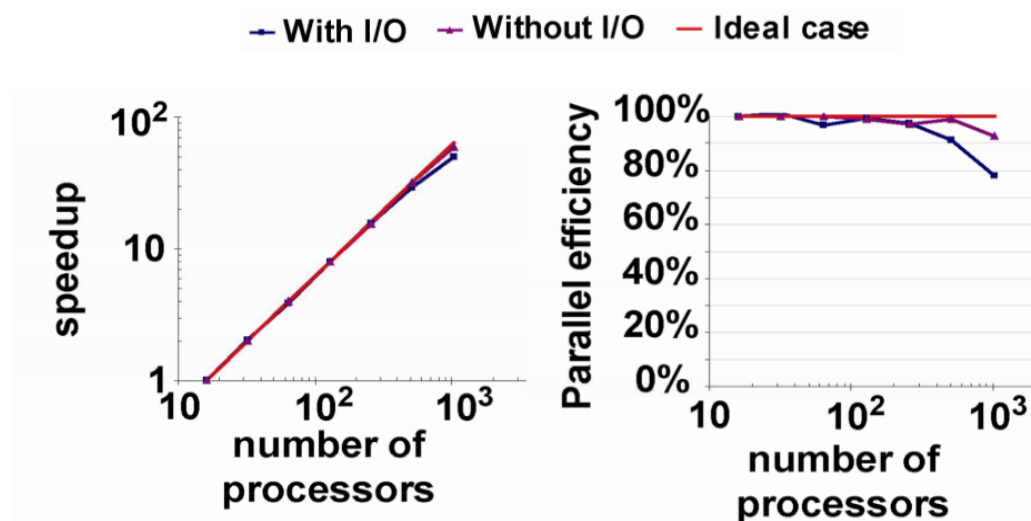 With I/O Without I/O Ideal case
speedup
10²
10
1
10 10² 10³
number of
processors
Parallel efficiency
100%
80%
60%
40%
20%
0%
10 10² 10³
number of
processors